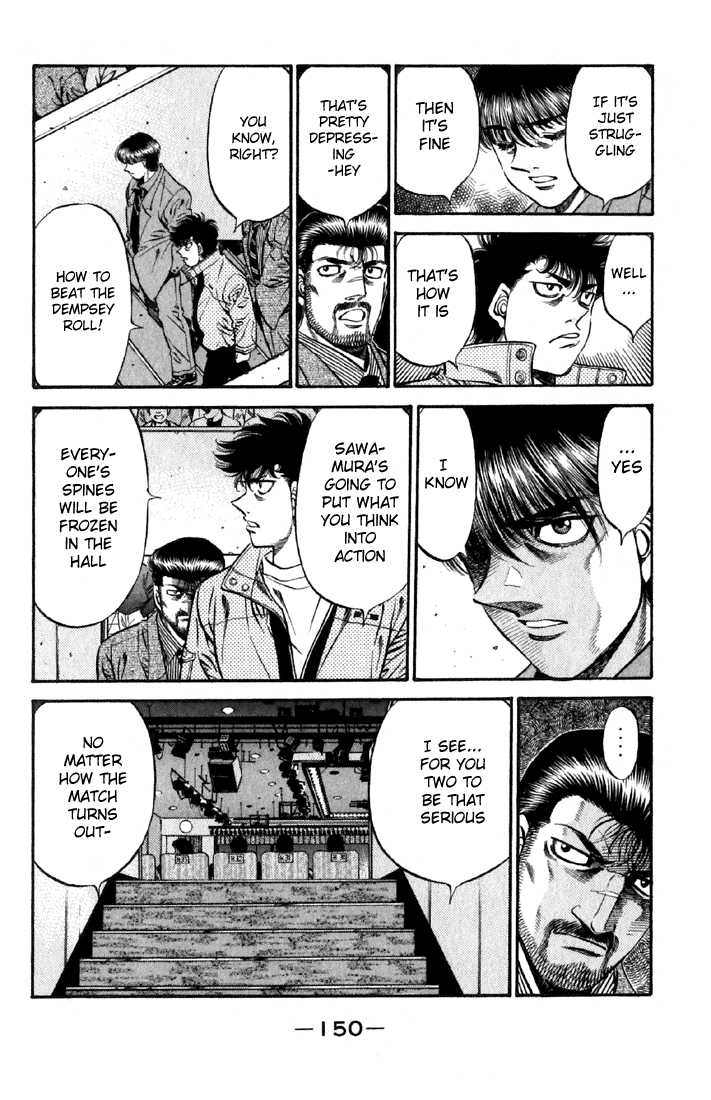 IF IT'S
JUST
STRUG-
GLING
THEN
IT'S
FINE
WELL
...
THAT'S
HOW
IT IS
THAT'S
PRETTY
DEPRESS-
ING
-HEY
YOU
KNOW,
RIGHT?
HOW TO
BEAT THE
DEMPSEY
ROLL!
...
YES
I
KNOW
SAWA-
MURA'S
GOING TO
PUT WHAT
YOU THINK
INTO
ACTION
EVERY-
ONE'S
SPINES
WILL BE
FROZEN
IN THE
HALL
....
I SEE...
FOR YOU
TWO TO
BE THAT
SERIOUS
NO
MATTER
HOW THE
MATCH
TURNS
OUT-
—150—